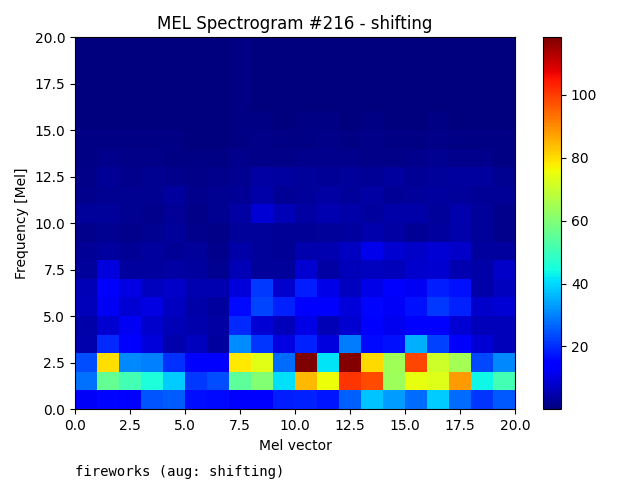 MEL Spectrogram #216 - shifting
20.0
17.5
15.0
12.5
10.0
7.5
5.0
2.5
0.0
Frequency [Mel]
0.0 2.5 5.0 7.5 10.0 12.5 15.0 17.5 20.0
Mel vector
100
80
60
40
20
fireworks (aug: shifting)